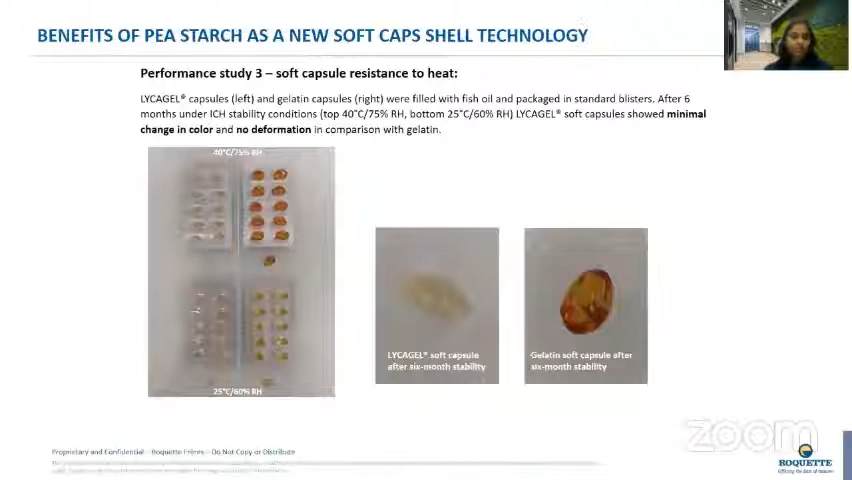 BENEFITS OF PEA STARCH AS A NEW SOFT CAPS SHELL TECHNOLOGY
Performance study 3 – soft capsule resistance to heat:
LYCAGEL® capsules (left) and gelatin capsules (right) were filled with fish oil and packaged in standard blisters. After 6
months under ICH stability conditions (top 40°C/75% RH, bottom 25°C/60% RH) LYCAGEL® soft capsules showed minimal
change in color and no deformation in comparison with gelatin.
40°C/75% RH
LYCAGEL® soft capsule
after six-month stability
Gelatin soft capsule after
six-month stability
25°C/60% RH
zoom
Proprietary and Confidential – Roquette Frères – Do Not Copy or Distribute
ROQUETTE
Offering the best of nature™